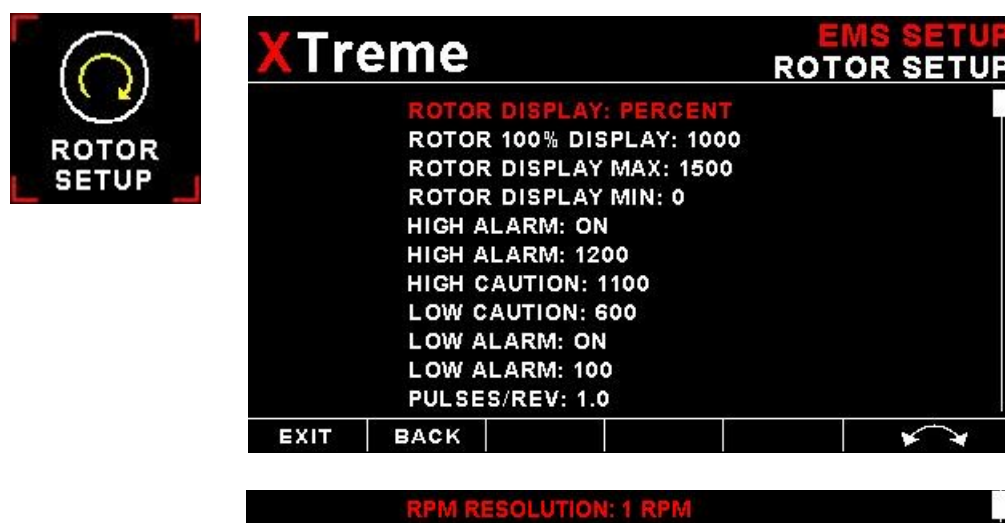 ROTOR
SETUP
XTreme
EMS SETUP
ROTOR SETUP
ROTOR DISPLAY: PERCENT
ROTOR 100% DISPLAY: 1000
ROTOR DISPLAY MAX: 1500
ROTOR DISPLAY MIN: 0
HIGH ALARM: ON
HIGH ALARM: 1200
HIGH CAUTION: 1100
LOW CAUTION: 600
LOW ALARM: ON
LOW ALARM: 100
PULSES/REV: 1.0
EXIT BACK
RPM RESOLUTION: 1 RPM